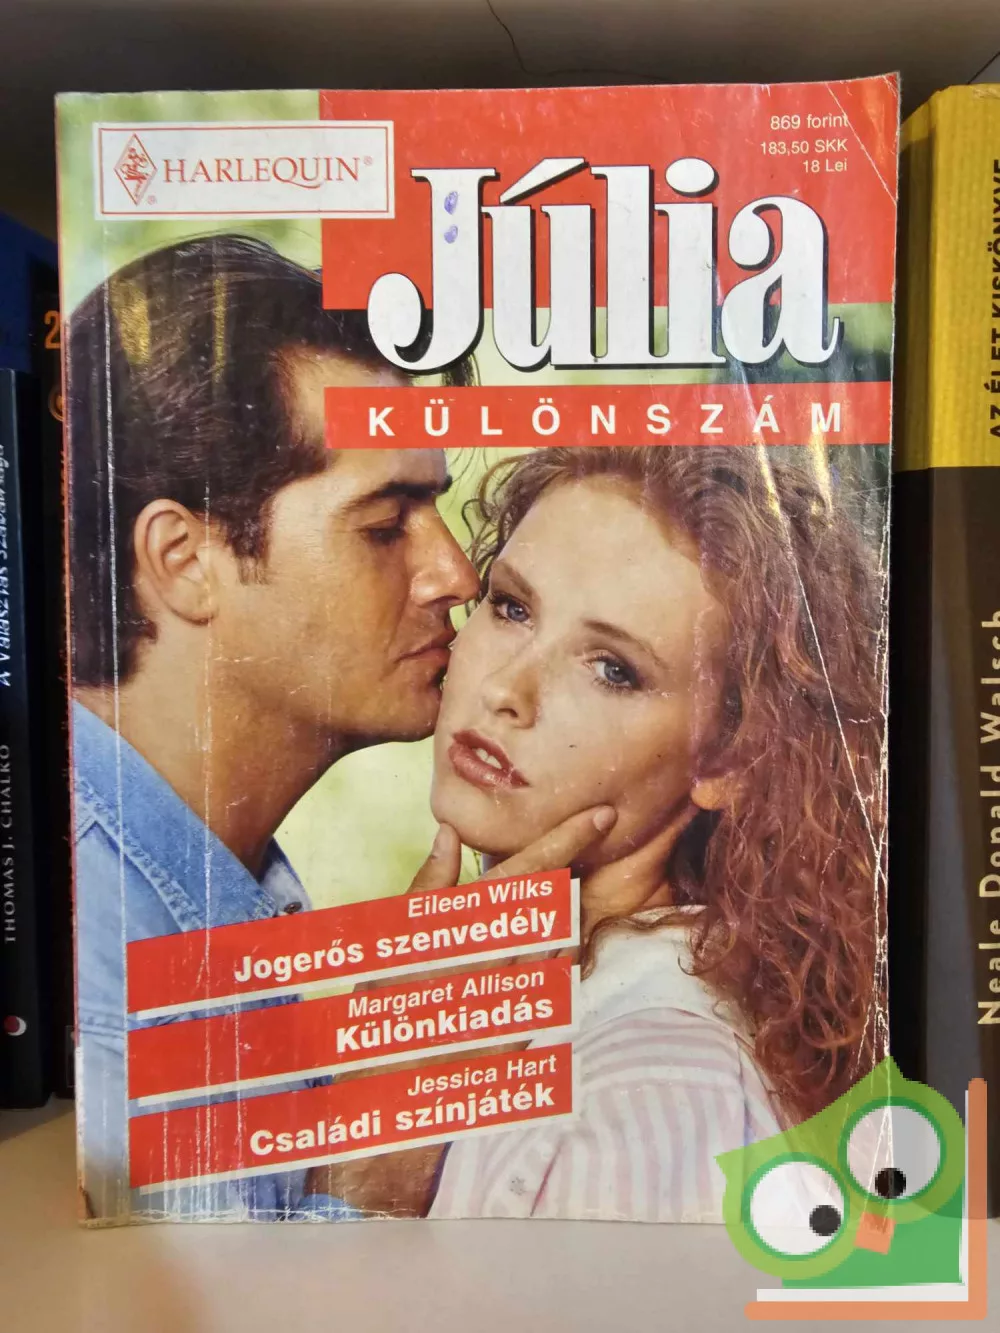 HARLEQUIN®
®
869 forint
183,50 SKK
18 Lei
Júlia
KÜLÖNSZÁM
Eileen Wilks
Jogerős szenvedély
Margaret Allison
Különkiadás
Jessica Hart
Családi színjáték
THOMAS J. CHALKO
Neale Donald Walsch
AZ ÉLET KISKÖNYVE